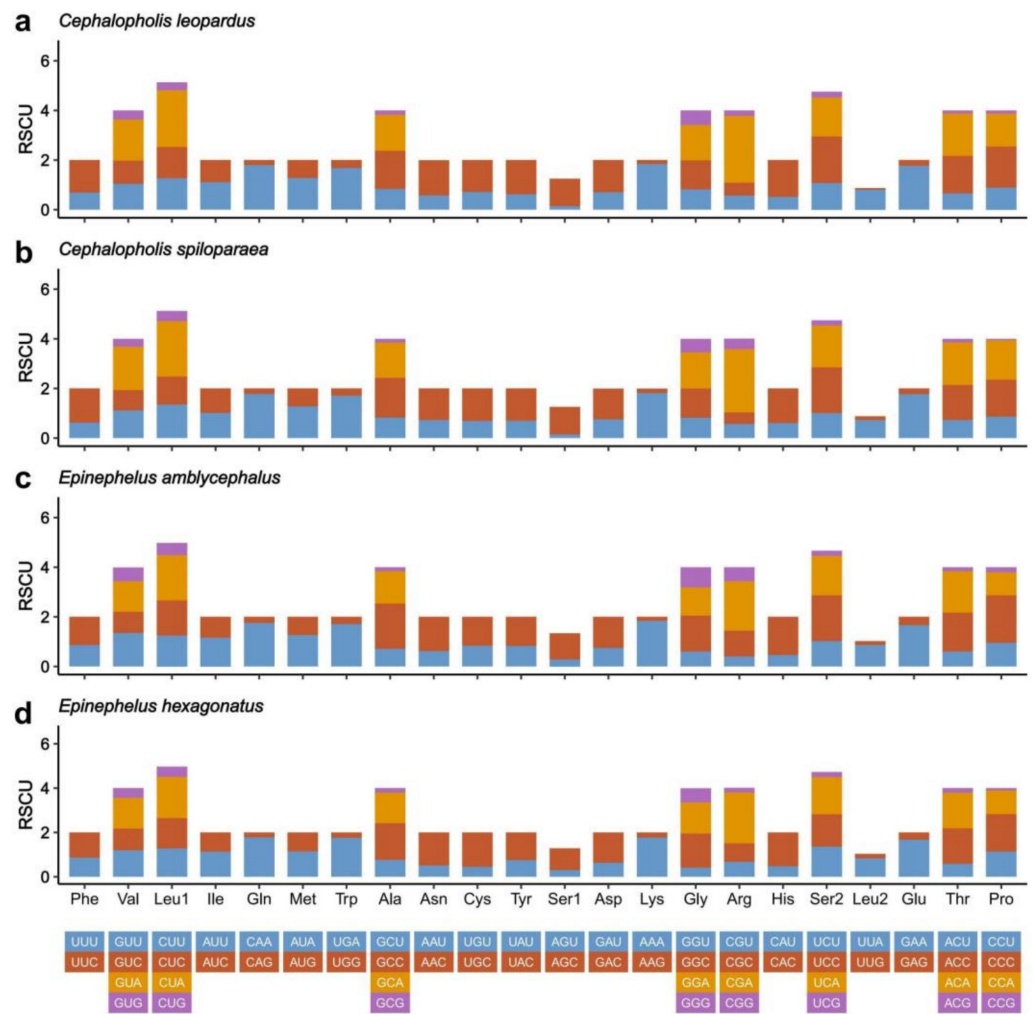 a Cephalopholis leopardus
6
4
2
0
RSCU
b Cephalopholis spiloparaea
6
4
2
0
RSCU
c Epinephelus amblycephalus
6
4
2
0
RSCU
d Epinephelus hexagonatus
6
4
2
0
RSCU
Phe Val Leu1 Ile Gln Met Trp Ala Asn Cys Tyr Ser1 Asp Lys Gly Arg His Ser2 Leu2 Glu Thr Pro
UUU GUU CUU AUU CAA AUA UGA GCU AAU UGU UAU AGU GAU AAA GGU CGU CAU UCU UUA GAA ACU CCU
UUC GUC CUC AUC CAG AUG UGG GCC AAC UGC UAC AGC GAC AAG GGC CGC CAC UCC UUG GAG ACC CCC
GUA CUA GCA GGA CGA UCA ACA CCA
GUG CUG GCG GGG CGG UCG ACG CCG